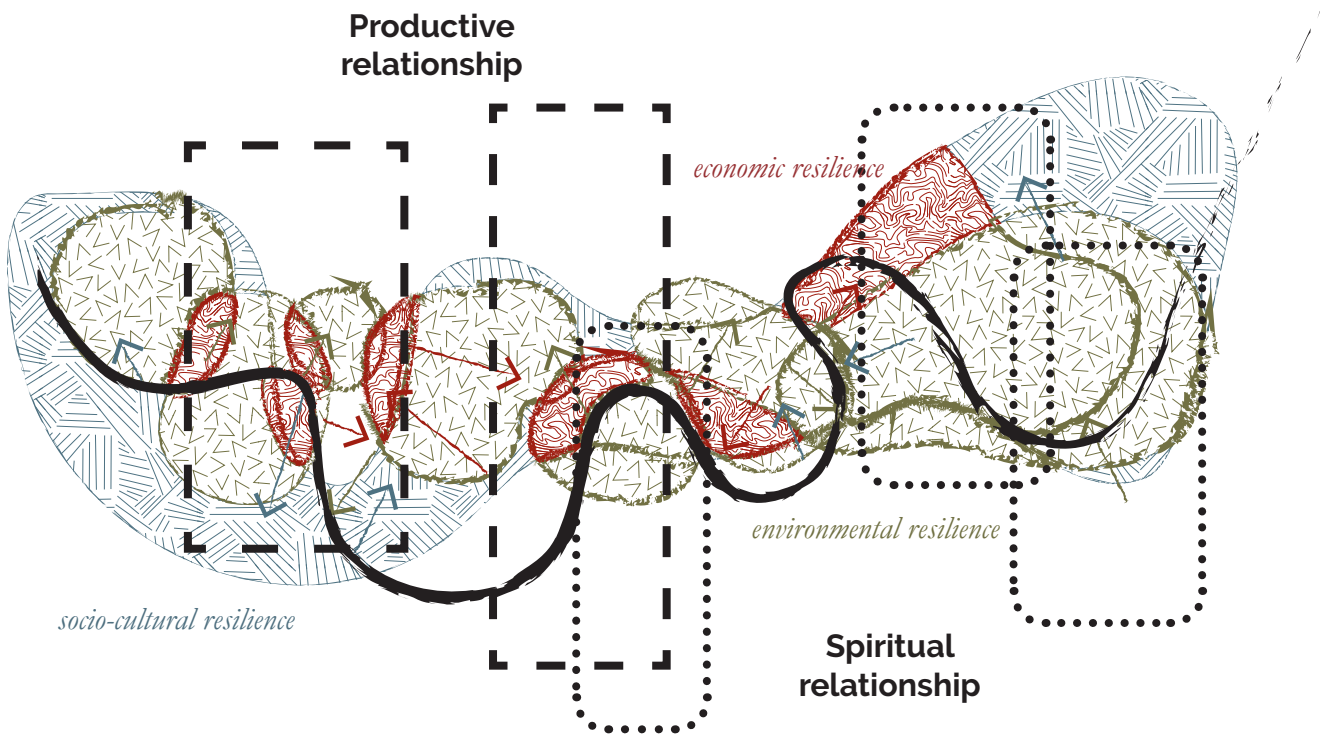 Productive
relationship
economic resilience
environmental resilience
socio-cultural resilience
Spiritual
relationship